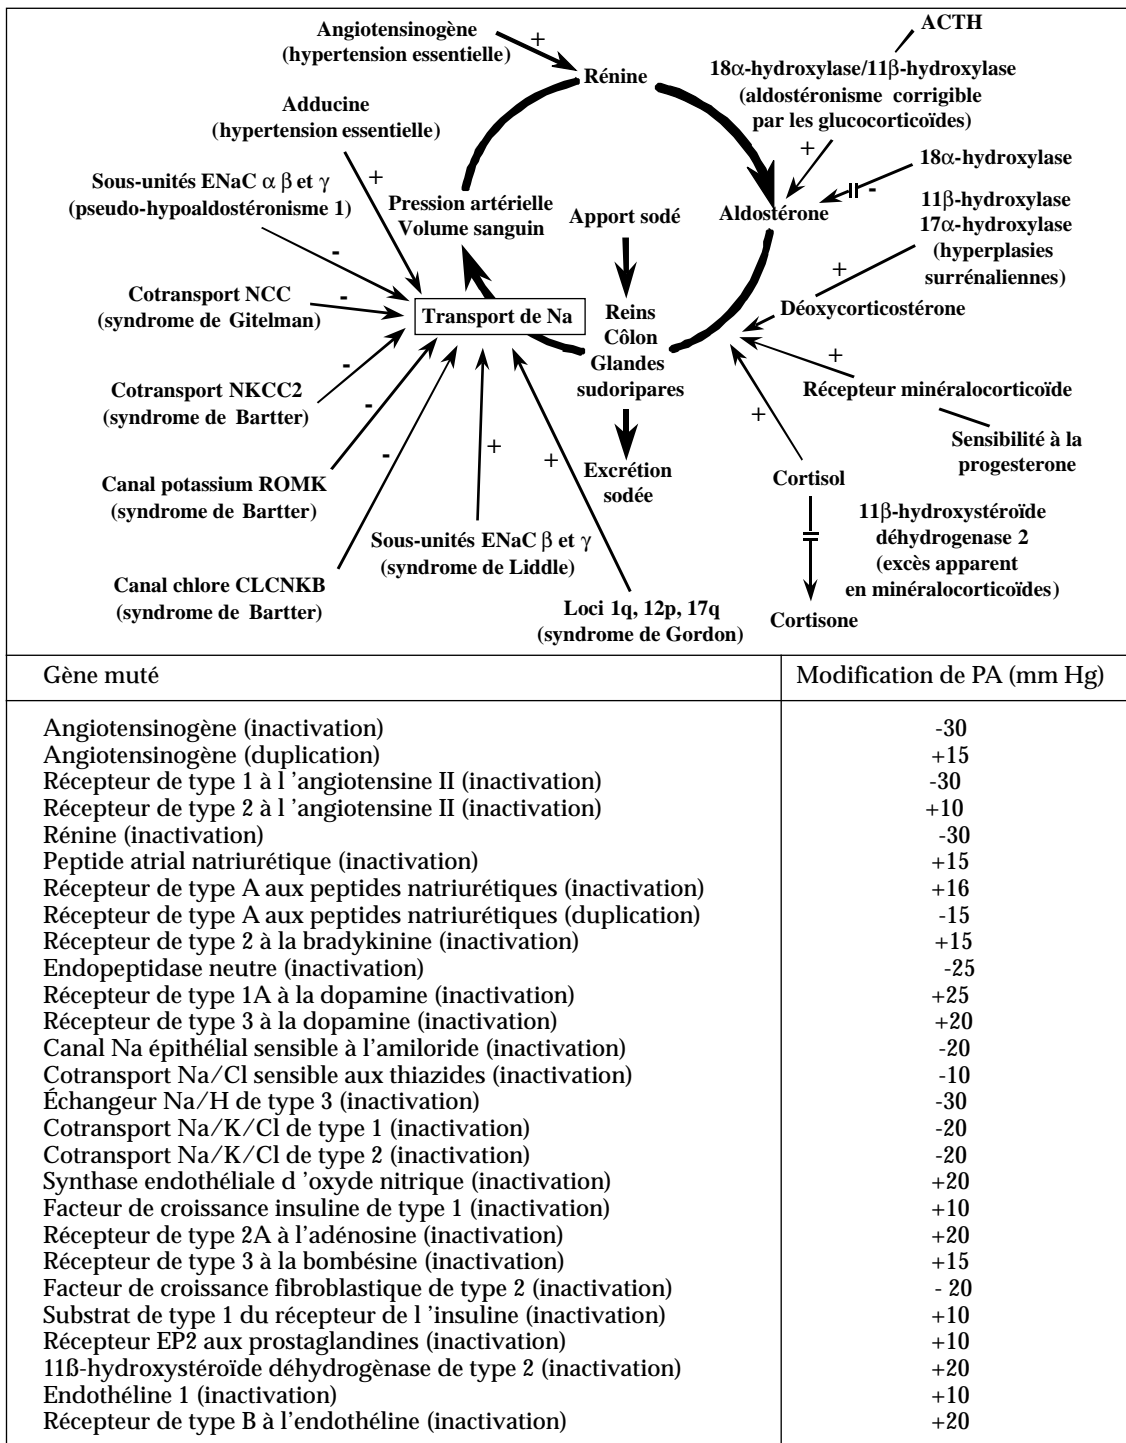 ACTH
Angiotensinogène
(hypertension essentielle)
+
Rénine
18α-hydroxylase/11β-hydroxylase
(aldostéronisme corrigible
par les glucocorticoïdes)
+
Adducine
(hypertension essentielle)
+
18α-hydroxylase
-
Sous-unités ENaC α β et γ
(pseudo-hypoaldostéronisme 1)
-
Pression artérielle
Volume sanguin
Apport sodé
Aldostérone
11β-hydroxylase
17α-hydroxylase
(hyperplasies
surrénaliennes)
+
Cotransport NCC
(syndrome de Gitelman)
-
Transport de Na
Reins
Côlon
Glandes
sudoripares
Déoxycorticostérone
+
Récepteur minéralocorticoïde
Cotransport NKCC2
(syndrome de Bartter)
-
-
+
Sensibilité à la
progesterone
Canal potassium ROMK
(syndrome de Bartter)
-
+
+
Excrétion
sodée
Cortisol
11β-hydroxystéroïde
déhydrogenase 2
(excès apparent
en minéralocorticoïdes)
Sous-unités ENaC β et γ
(syndrome de Liddle)
Canal chlore CLCNKB
(syndrome de Bartter)
Loci 1q, 12p, 17q
(syndrome de Gordon)
Cortisone
Gène muté Modification de PA (mm Hg)
Angiotensinogène (inactivation) -30
Angiotensinogène (duplication) +15
Récepteur de type 1 à l ’angiotensine II (inactivation) -30
Récepteur de type 2 à l ’angiotensine II (inactivation) +10
Rénine (inactivation) -30
Peptide atrial natriurétique (inactivation) +15
Récepteur de type A aux peptides natriurétiques (inactivation) +16
Récepteur de type A aux peptides natriurétiques (duplication) -15
Récepteur de type 2 à la bradykinine (inactivation) +15
Endopeptidase neutre (inactivation) -25
Récepteur de type 1A à la dopamine (inactivation) +25
Récepteur de type 3 à la dopamine (inactivation) +20
Canal Na épithélial sensible à l’amiloride (inactivation) -20
Cotransport Na/Cl sensible aux thiazides (inactivation) -10
Échangeur Na/H de type 3 (inactivation) -30
Cotransport Na/K/Cl de type 1 (inactivation) -20
Cotransport Na/K/Cl de type 2 (inactivation) -20
Synthase endothéliale d ’oxyde nitrique (inactivation) +20
Facteur de croissance insuline de type 1 (inactivation) +10
Récepteur de type 2A à l’adénosine (inactivation) +20
Récepteur de type 3 à la bombésine (inactivation) +15
Facteur de croissance fibroblastique de type 2 (inactivation) - 20
Substrat de type 1 du récepteur de l ’insuline (inactivation) +10
Récepteur EP2 aux prostaglandines (inactivation) +10
11ß-hydroxystéroïde déhydrogènase de type 2 (inactivation) +20
Endothéline 1 (inactivation) +10
Récepteur de type B à l’endothéline (inactivation) +20